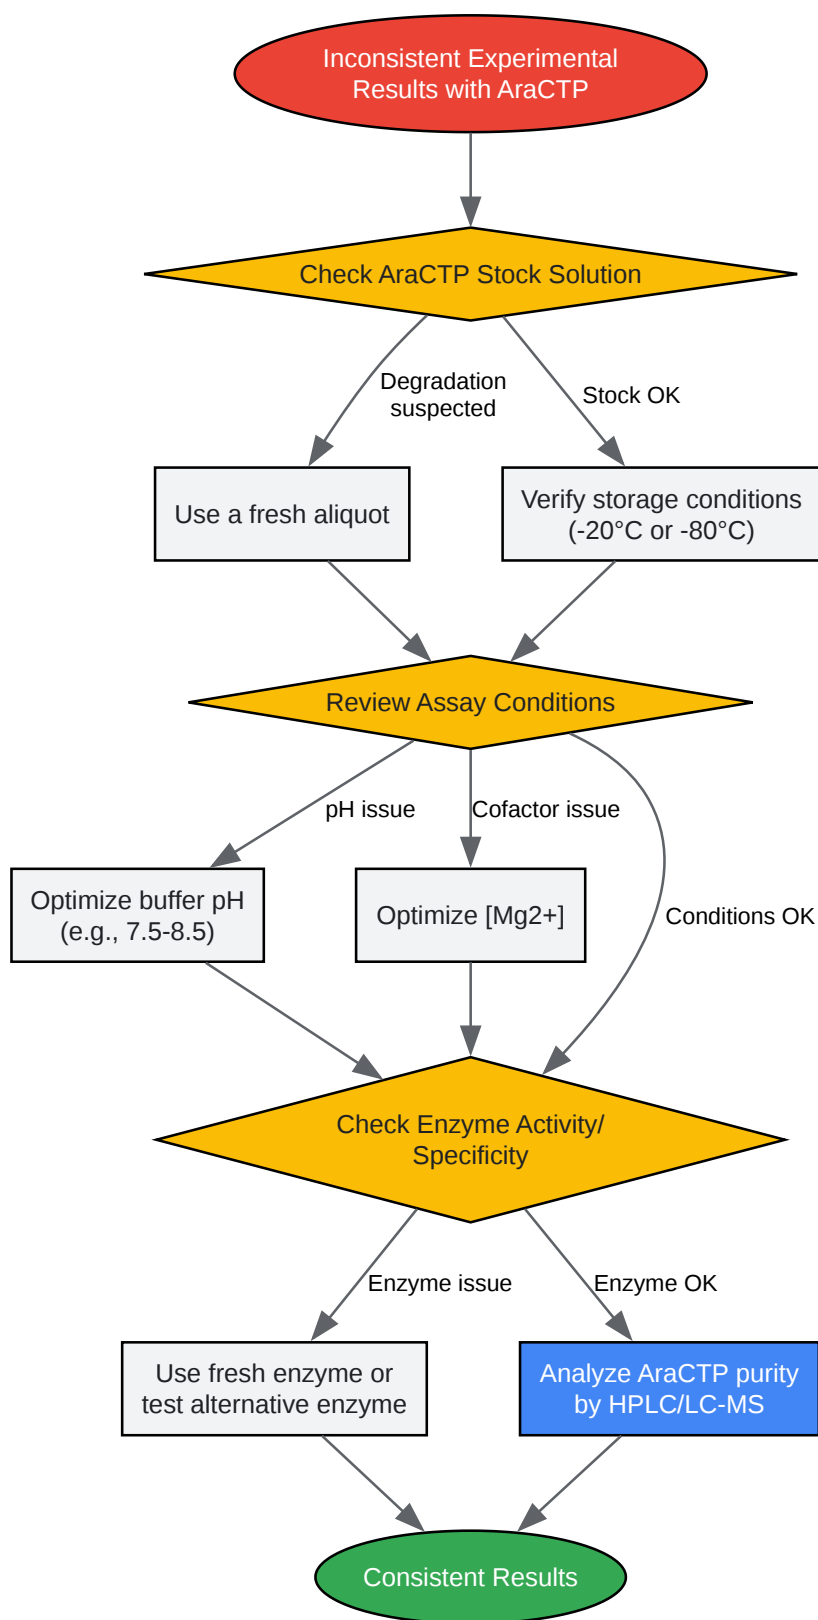 Inconsistent Experimental
Results with AraCTP
Check AraCTP Stock Solution
Degradation
suspected
Stock OK
Use a fresh aliquot
Verify storage conditions
(-20°C or -80°C)
Review Assay Conditions
pH issue
Cofactor issue
Optimize buffer pH
(e.g., 7.5-8.5)
Optimize [Mg2+]
Conditions OK
Check Enzyme Activity/
Specificity
Enzyme issue
Enzyme OK
Use fresh enzyme or
test alternative enzyme
Analyze AraCTP purity
by HPLC/LC-MS
Consistent Results